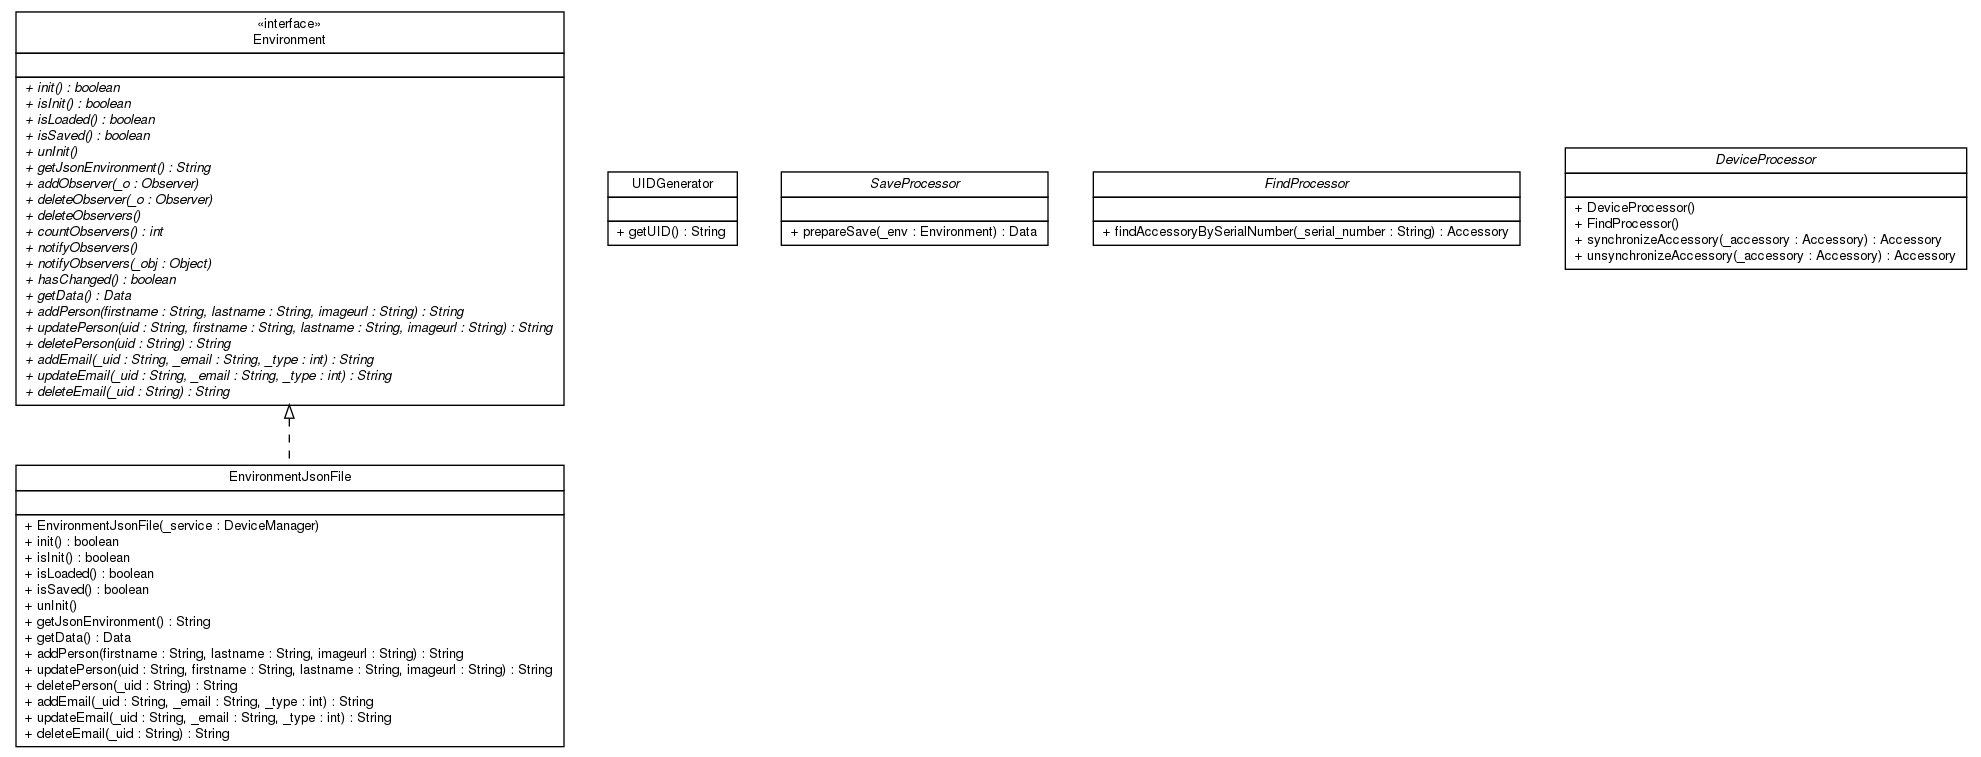 «interface»
Environment
+ init() : boolean
+ isInit() : boolean
+ isLoaded() : boolean
+ isSaved() : boolean
+ unInit()
+ getJsonEnvironment() : String
+ addObserver(_o : Observer)
+ deleteObserver(_o : Observer)
+ deleteObservers()
+ countObservers() : int
+ notifyObservers()
+ notifyObservers(_obj : Object)
+ hasChanged() : boolean
+ getData() : Data
+ addPerson(firstname : String, lastname : String, imageurl : String) : String
+ updatePerson(uid : String, firstname : String, lastname : String, imageurl : String) : String
+ deletePerson(uid : String) : String
+ addEmail(_uid : String, _email : String, _type : int) : String
+ updateEmail(_uid : String, _email : String, _type : int) : String
+ deleteEmail(_uid : String) : String
EnvironmentJsonFile
+ EnvironmentJsonFile(_service : DeviceManager)
+ init() : boolean
+ isInit() : boolean
+ isLoaded() : boolean
+ isSaved() : boolean
+ unInit()
+ getJsonEnvironment() : String
+ getData() : Data
+ addPerson(firstname : String, lastname : String, imageurl : String) : String
+ updatePerson(uid : String, firstname : String, lastname : String, imageurl : String) : String
+ deletePerson(_uid : String) : String
+ addEmail(_uid : String, _email : String, _type : int) : String
+ updateEmail(_uid : String, _email : String, _type : int) : String
+ deleteEmail(_uid : String) : String
UIDGenerator
+ getUID() : String
SaveProcessor
+ prepareSave(_env : Environment) : Data
FindProcessor
+ findAccessoryBySerialNumber(_serial_number : String) : Accessory
DeviceProcessor
+ DeviceProcessor()
+ FindProcessor()
+ synchronizeAccessory(_accessory : Accessory) : Accessory
+ unsynchronizeAccessory(_accessory : Accessory) : Accessory